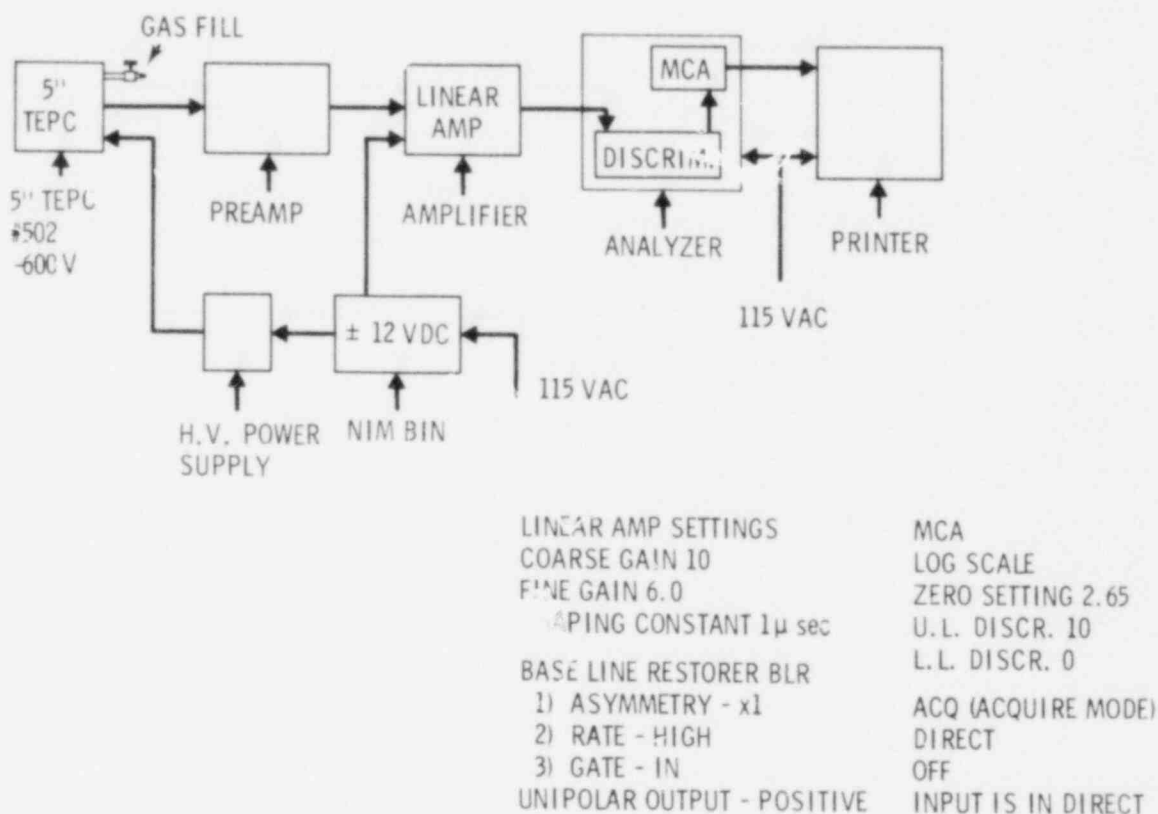 GAS FILL
5"
TEPC
LINEAR
AMP
MCA
DISCRIM.
5" TEPC
#502
-600 V
PREAMP
AMPLIFIER
ANALYZER
PRINTER
115 VAC
± 12 VDC
115 VAC
H.V. POWER
SUPPLY
NIM BIN
LINEAR AMP SETTINGS
COARSE GAIN 10
FINE GAIN 6.0
APING CONSTANT 1μ sec
BASE LINE RESTORER BLR
1) ASYMMETRY - x1
2) RATE - HIGH
3) GATE - IN
UNIPOLAR OUTPUT - POSITIVE
MCA
LOG SCALE
ZERO SETTING 2.65
U.L. DISCR. 10
L.L. DISCR. 0
ACQ (ACQUIRE MODE)
DIRECT
OFF
INPUT IS IN DIRECT